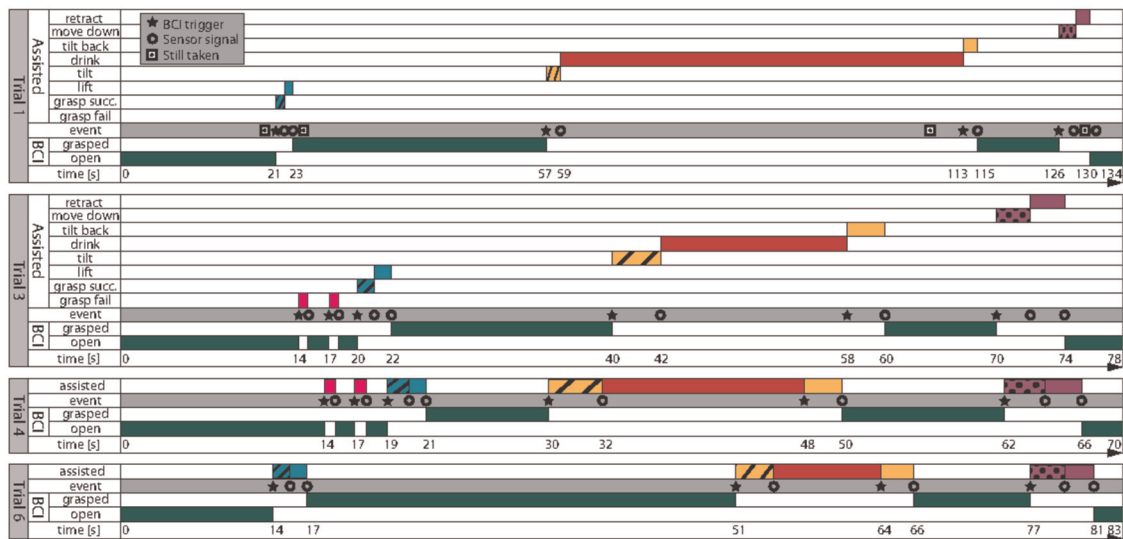 BCI trigger
Sensor signal
Still taken
Trial 1
Assisted
retract
move down
tilt back
drink
tilt
lift
grasp succ.
grasp fail
event
BCI
grasped
open
time [s] 0 21 23 57 59 113 115 126 130 134
Trial 3
Assisted
retract
move down
tilt back
drink
tilt
lift
grasp succ.
grasp fail
event
BCI
grasped
open
time [s] 0 14 17 20 22 40 42 58 60 70 74 78
Trial 4
assisted
event
BCI
grasped
open
time [s] 0 14 17 19 21 30 32 48 50 62 66 70
Trial 6
assisted
event
BCI
grasped
open
time [s] 0 14 17 51 64 66 77 81 83